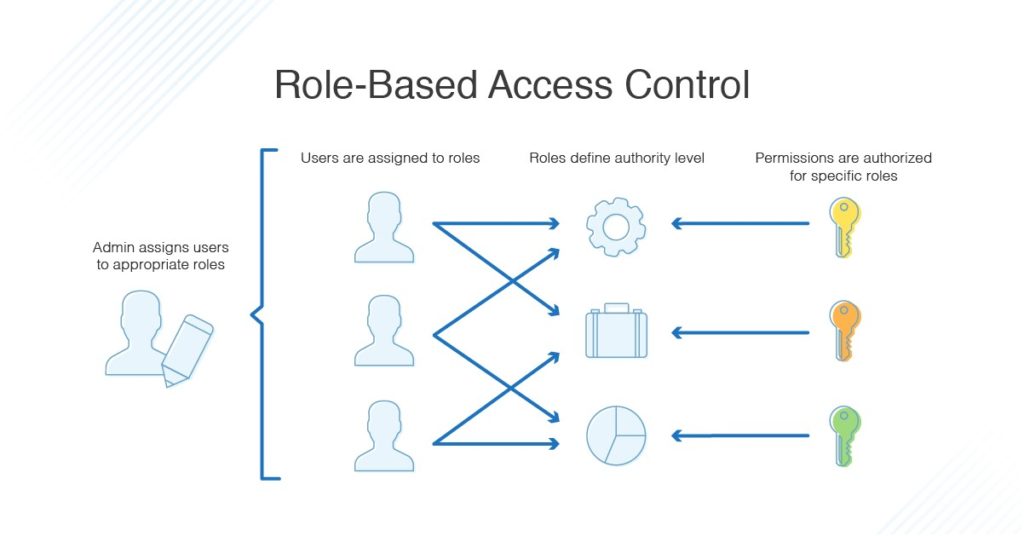 Role-Based Access Control
Users are assigned to roles
Roles define authority level
Permissions are authorized
for specific roles
Admin assigns users
to appropriate roles